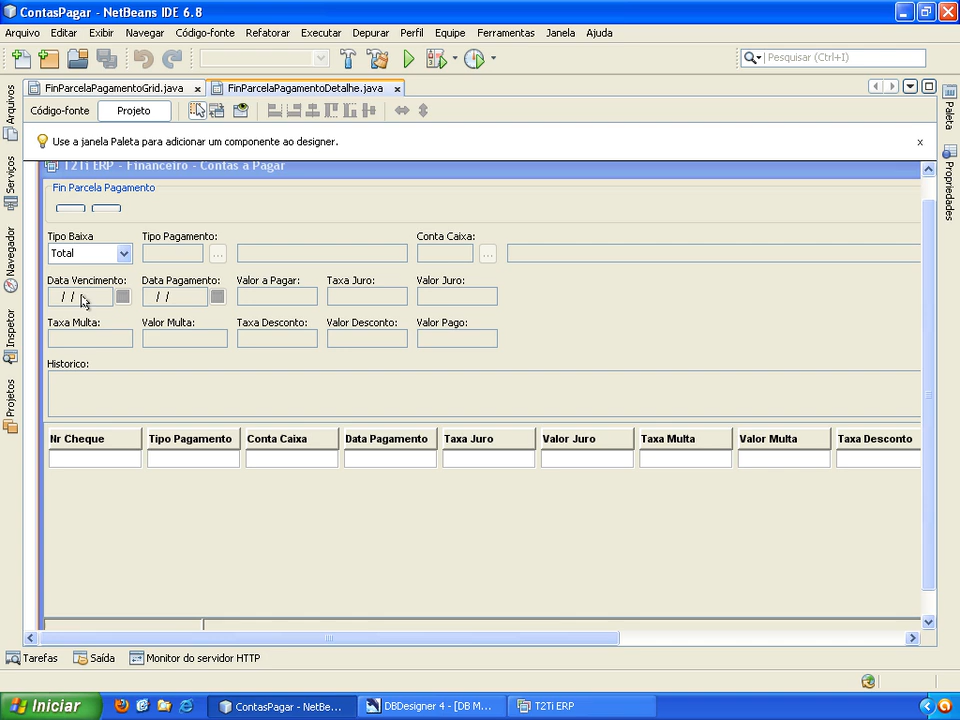 ContasPagar - NetBeans IDE 6.8
Arquivo Editar Exibir Navegar Código-fonte Refatorar Executar Depurar Perfil Equipe Ferramentas Janela Ajuda
Pesquisar (Ctrl+I)
FinParcelaPagamentoGrid.java x FinParcelaPagamentoDetalhe.java x
Código-fonte Projeto
Use a janela Paleta para adicionar um componente ao designer. x
T2Ti ERP - Financeiro - Contas a Pagar
Fin Parcela Pagamento
Tipo Baixa Tipo Pagamento: Conta Caixa:
Total ... ...
Data Vencimento: Data Pagamento: Valor a Pagar: Taxa Juro: Valor Juro:
/ / / /
Taxa Multa: Valor Multa: Taxa Desconto: Valor Desconto: Valor Pago:
Historico:
Nr Cheque Tipo Pagamento Conta Caixa Data Pagamento Taxa Juro Valor Juro Taxa Multa Valor Multa Taxa Desconto
Arquivos
Serviços
Navegador
Inspetor
Projetos
Paleta
Propriedades
Tarefas Saída Monitor do servidor HTTP
Iniciar ContasPagar - NetBe... DBDesigner 4 - [DB M... T2Ti ERP